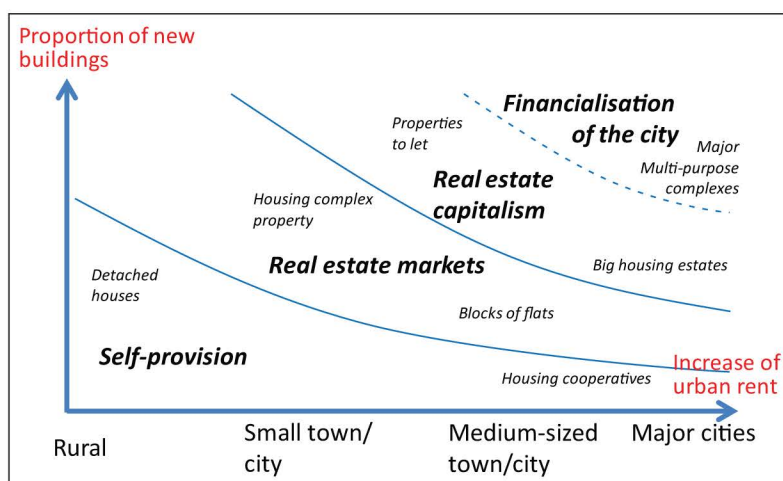 Proportion of new
buildings
Financialisation
of the city
Properties
to let
Major
Multi-purpose
complexes
Real estate
capitalism
Housing complex
property
Real estate markets
Big housing estates
Detached
houses
Blocks of flats
Self-provision
Housing cooperatives
Increase of
urban rent
Rural
Small town/
city
Medium-sized
town/city
Major cities